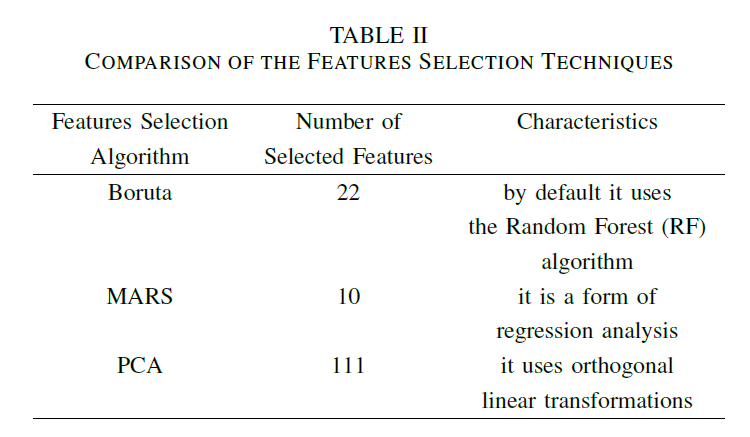 TABLE II
COMPARISON OF THE FEATURES SELECTION TECHNIQUES
Features Selection Number of Characteristics
Algorithm Selected Features
Boruta 22 by default it uses
the Random Forest (RF)
algorithm
MARS 10 it is a form of
regression analysis
PCA 111 it uses orthogonal
linear transformations